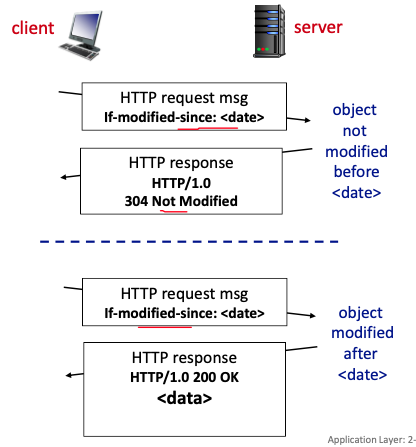 client
server
HTTP request msg
If-modified-since: <date>
object
not
modified
before
<date>
HTTP response
HTTP/1.0
304 Not Modified
HTTP request msg
If-modified-since: <date>
object
modified
after
<date>
HTTP response
HTTP/1.0 200 OK
<data>
Application Layer: 2-